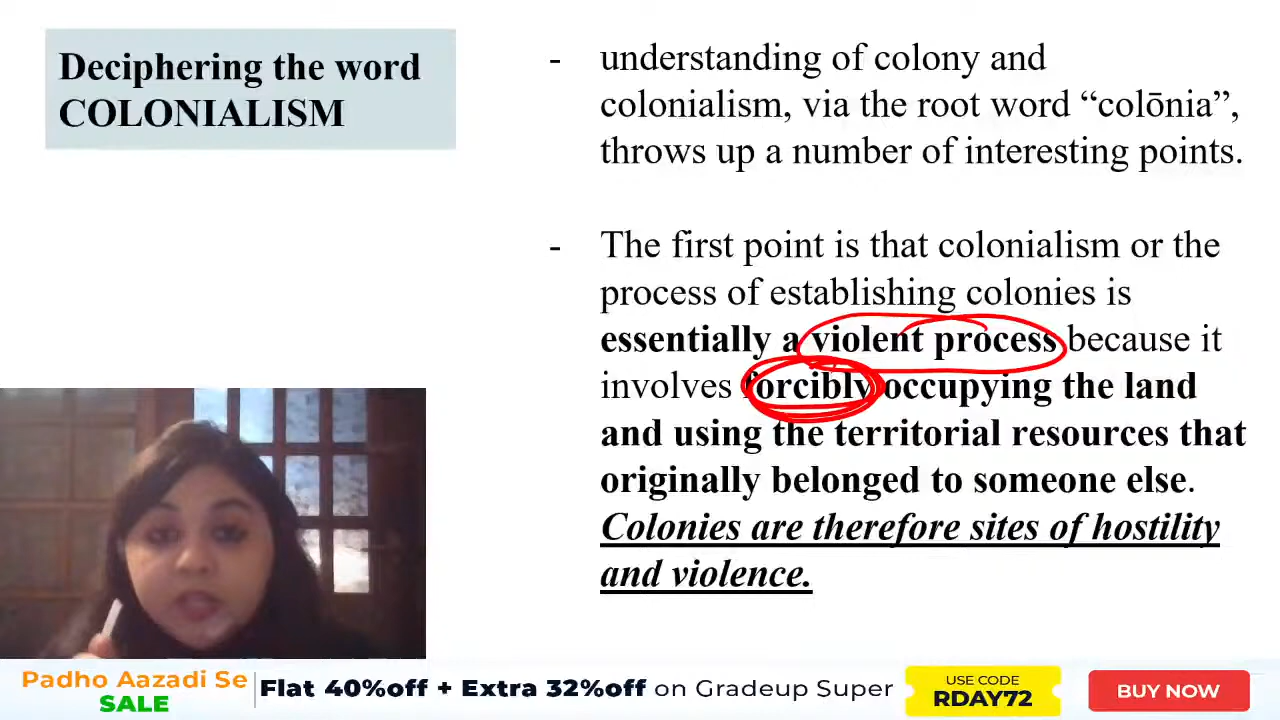 Deciphering the word
COLONIALISM
- understanding of colony and
colonialism, via the root word “colōnia”,
throws up a number of interesting points.
- The first point is that colonialism or the
process of establishing colonies is
essentially a violent process because it
involves forcibly occupying the land
and using the territorial resources that
originally belonged to someone else.
Colonies are therefore sites of hostility
and violence.
Padho Aazadi Se
SALE
Flat 40%off + Extra 32%off on Gradeup Super
USE CODE
RDAY72
BUY NOW